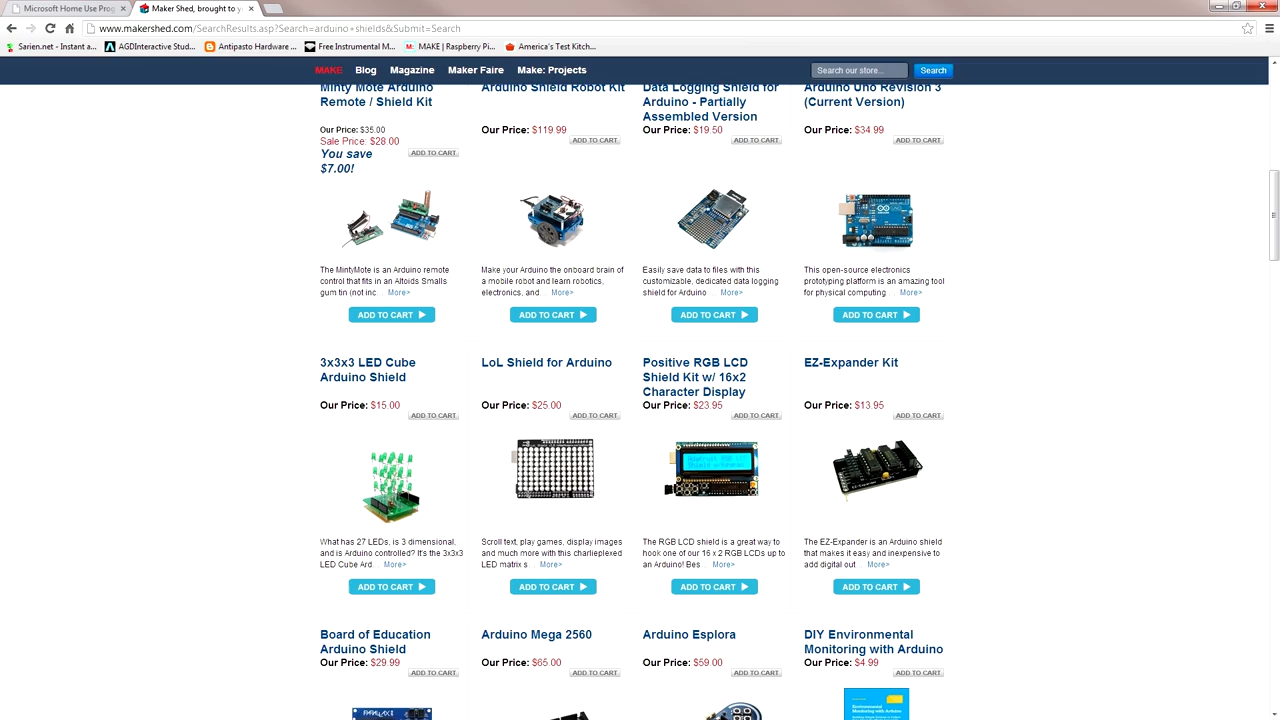 Microsoft Home Use Prog
Maker Shed, brought to y
www.makershed.com/SearchResults.asp?Search=arduino+shields&Submit=Search
Sarien.net - Instant a... AGDInteractive Stud... Antipasto Hardware ... Free Instrumental M... M: MAKE | Raspberry Pi... America's Test Kitch...
MAKE Blog Magazine Maker Faire Make: Projects Search our store... Search
Minty Mote Arduino
Remote / Shield Kit
Our Price: $35.00
Sale Price: $28.00
You save
$7.00!
ADD TO CART
The MintyMote is an Arduino remote
control that fits in an Altoids Smalls
gum tin (not inc. . More>
ADD TO CART
Arduino Shield Robot Kit
Our Price: $119.99
ADD TO CART
Make your Arduino the onboard brain of
a mobile robot and learn robotics,
electronics, and . . More>
ADD TO CART
Data Logging Shield for
Arduino - Partially
Assembled Version
Our Price: $19.50
ADD TO CART
Easily save data to files with this
customizable, dedicated data logging
shield for Arduino . . More>
ADD TO CART
Arduino Uno Revision 3
(Current Version)
Our Price: $34.99
ADD TO CART
This open-source electronics
prototyping platform is an amazing tool
for physical computing . . More>
ADD TO CART
3x3x3 LED Cube
Arduino Shield
Our Price: $15.00
ADD TO CART
What has 27 LEDs, is 3 dimensional,
and is Arduino controlled? It's the 3x3x3
LED Cube Ard. . More>
ADD TO CART
LoL Shield for Arduino
Our Price: $25.00
ADD TO CART
Scroll text, play games, display images
and much more with this charlieplexed
LED matrix s. . More>
ADD TO CART
Positive RGB LCD
Shield Kit w/ 16x2
Character Display
Our Price: $23.95
ADD TO CART
The RGB LCD shield is a great way to
hook one of our 16 x 2 RGB LCDs up to
an Arduino! Bes. . More>
ADD TO CART
EZ-Expander Kit
Our Price: $13.95
ADD TO CART
The EZ-Expander is an Arduino shield
that makes it easy and inexpensive to
add digital out . . More>
ADD TO CART
Board of Education
Arduino Shield
Our Price: $29.99
ADD TO CART
PARALLAX
Arduino Mega 2560
Our Price: $65.00
ADD TO CART
Arduino Esplora
Our Price: $59.00
ADD TO CART
DIY Environmental
Monitoring with Arduino
Our Price: $4.99
ADD TO CART
Environmental
Monitoring with Arduino